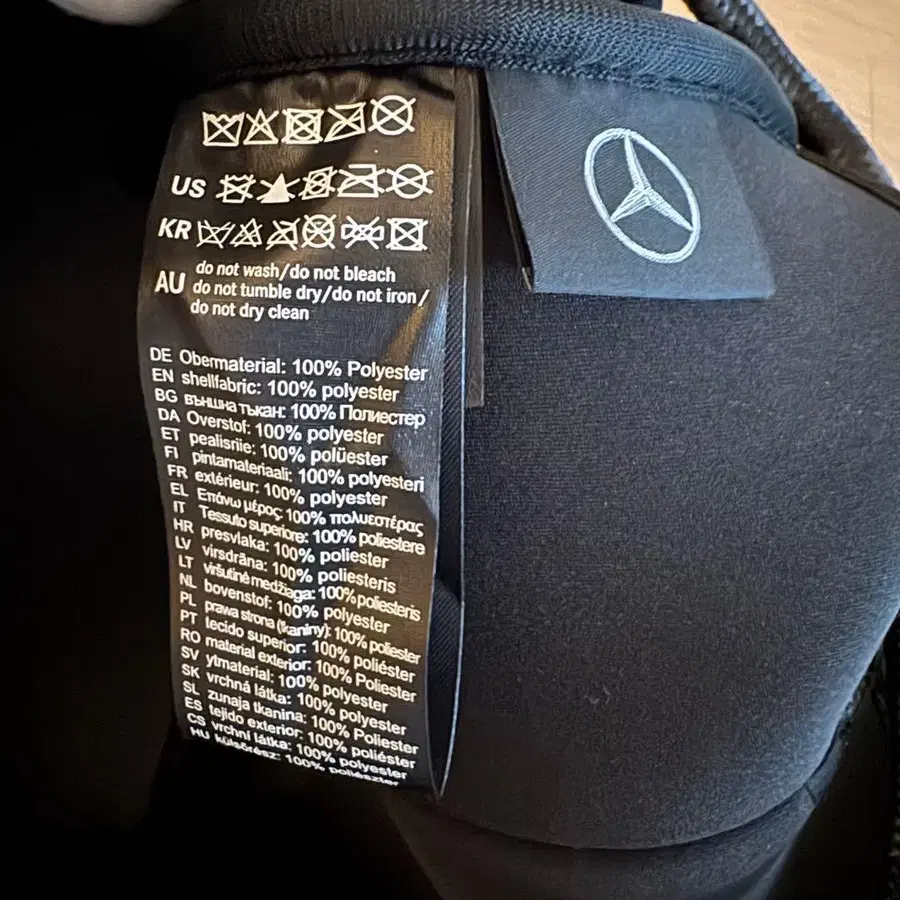 US
KR
AU do not wash/do not bleach
do not tumble dry/do not iron/
do not dry clean
DE Obermaterial: 100% Polyester
EN shellfabric: 100% polyester
BG външна тъкан: 100% Полиестер
DA Overstof: 100% polyester
ET pealisriie: 100% polüester
FI pintamateriaali: 100% polyesteri
FR extérieur: 100% polyester
EL Επάνω μέρος: 100% πολυεστέρας
IT Tessuto superiore: 100% poliestere
HR presvlaka: 100% poliester
LV virsdrāna: 100% poliesteris
LT viršutinė medžiaga: 100% poliesteris
NL bovenstof: 100% polyester
PL prawa strona (tkaniny): 100% poliester
PT tecido superior: 100% poliéster
RO material exterior: 100% Poliester
SV ytmaterial: 100% polyester
SK vrchná látka: 100% polyester
SL zunaja tkanina: 100% Poliester
ES tejido exterior: 100% poliéster
CS vrchní látka: 100% polyester
HU külsőrész: 100% poliészter